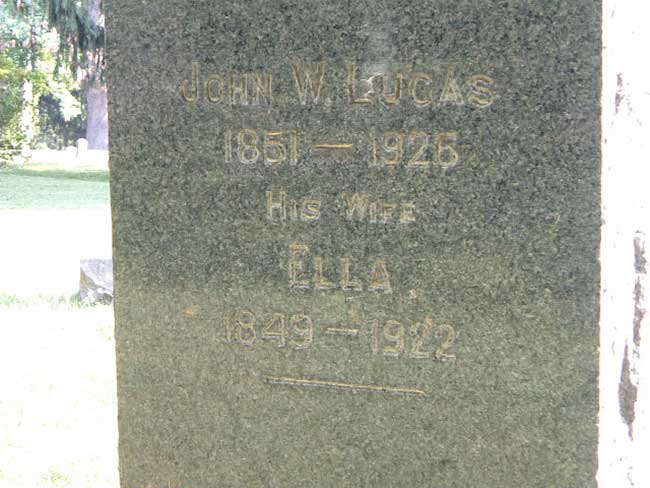 JOHN W. LUCAS
1851 — 1926
HIS WIFE
ELLA
1849 — 1922